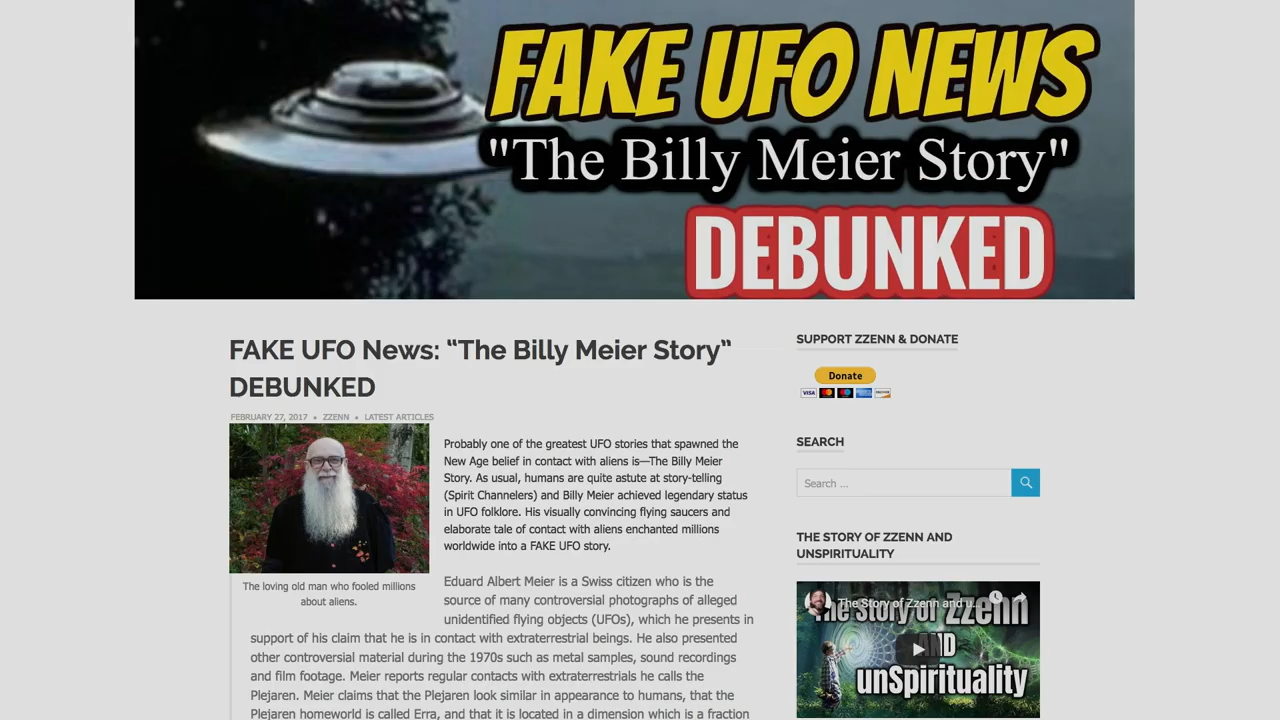 FAKE UFO NEWS
"The Billy Meier Story"
DEBUNKED
FAKE UFO News: “The Billy Meier Story”
DEBUNKED
FEBRUARY 27, 2017 • ZZENN • LATEST ARTICLES
The loving old man who fooled millions
about aliens.
Probably one of the greatest UFO stories that spawned the
New Age belief in contact with aliens is—The Billy Meier
Story. As usual, humans are quite astute at story-telling
(Spirit Channelers) and Billy Meier achieved legendary status
in UFO folklore. His visually convincing flying saucers and
elaborate tale of contact with aliens enchanted millions
worldwide into a FAKE UFO story.
Eduard Albert Meier is a Swiss citizen who is the
source of many controversial photographs of alleged
unidentified flying objects (UFOs), which he presents in
support of his claim that he is in contact with extraterrestrial beings. He also presented
other controversial material during the 1970s such as metal samples, sound recordings
and film footage. Meier reports regular contacts with extraterrestrials he calls the
Plejaren. Meier claims that the Plejaren look similar in appearance to humans, that the
Plejaren homeworld is called Erra, and that it is located in a dimension which is a fraction
SUPPORT ZZENN & DONATE
Donate
VISA
SEARCH
Search ...
THE STORY OF ZZENN AND
UNSPIRITUALITY
The Story of Zzenn and u...
The Story of Zzenn
AND
unSpirituality